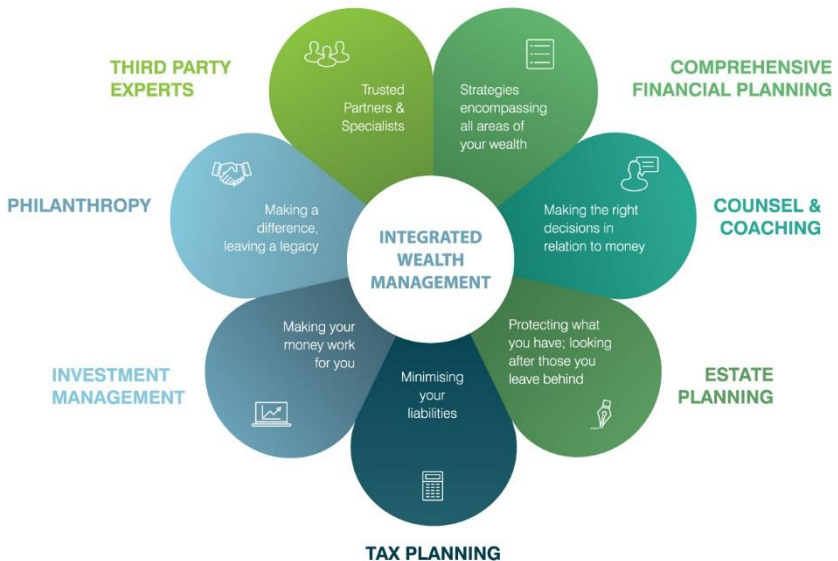 THIRD PARTY
EXPERTS
Trusted
Partners &
Specialists
Strategies
encompassing
all areas of
your wealth
COMPREHENSIVE
FINANCIAL PLANNING
PHILANTHROPY
Making a
difference,
leaving a legacy
INTEGRATED
WEALTH
MANAGEMENT
Making the right
decisions in
relation to money
COUNSEL &
COACHING
INVESTMENT
MANAGEMENT
Making your
money work
for you
Minimising
your
liabilities
Protecting what
you have; looking
after those you
leave behind
ESTATE
PLANNING
TAX PLANNING